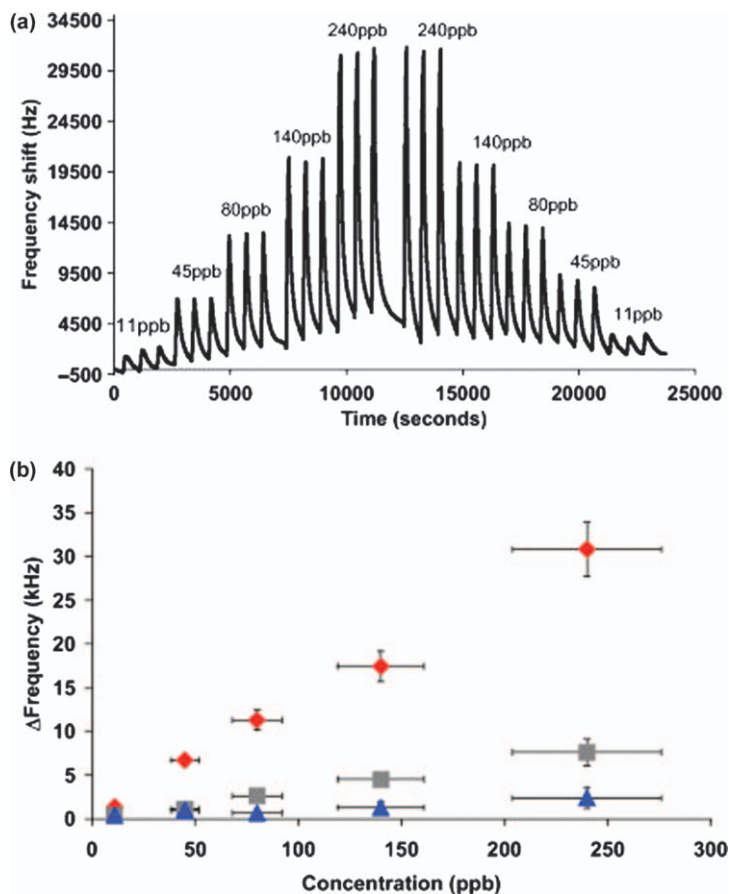 (a)
34500
29500
24500
19500
14500
9500
4500
–500
Frequency shift (Hz)
11ppb
45ppb
80ppb
140ppb
240ppb
240ppb
140ppb
80ppb
45ppb
11ppb
0 5000 10000 15000 20000 25000
Time (seconds)
(b)
40
35
30
25
20
15
10
5
0
ΔFrequency (kHz)
0 50 100 150 200 250 300
Concentration (ppb)